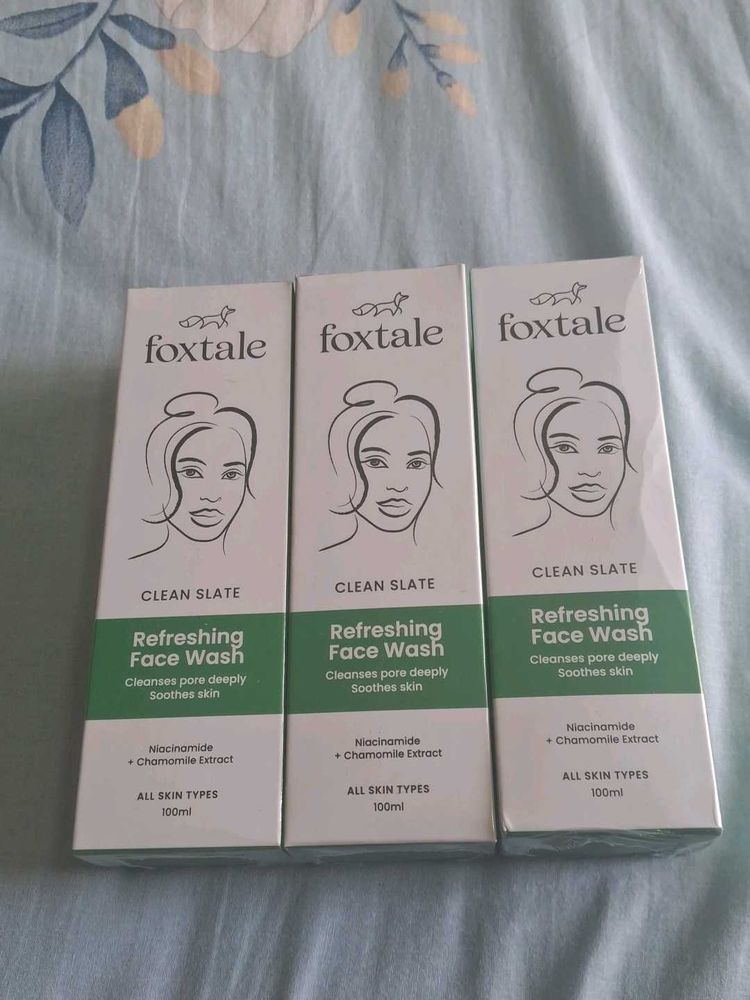 foxtale
CLEAN SLATE
Refreshing
Face Wash
Cleanses pore deeply
Soothes skin
Niacinamide
+ Chamomile Extract
ALL SKIN TYPES
100ml
foxtale
CLEAN SLATE
Refreshing
Face Wash
Cleanses pore deeply
Soothes skin
Niacinamide
+ Chamomile Extract
ALL SKIN TYPES
100ml
foxtale
CLEAN SLATE
Refreshing
Face Wash
Cleanses pore deeply
Soothes skin
Niacinamide
+ Chamomile Extract
ALL SKIN TYPES
100ml